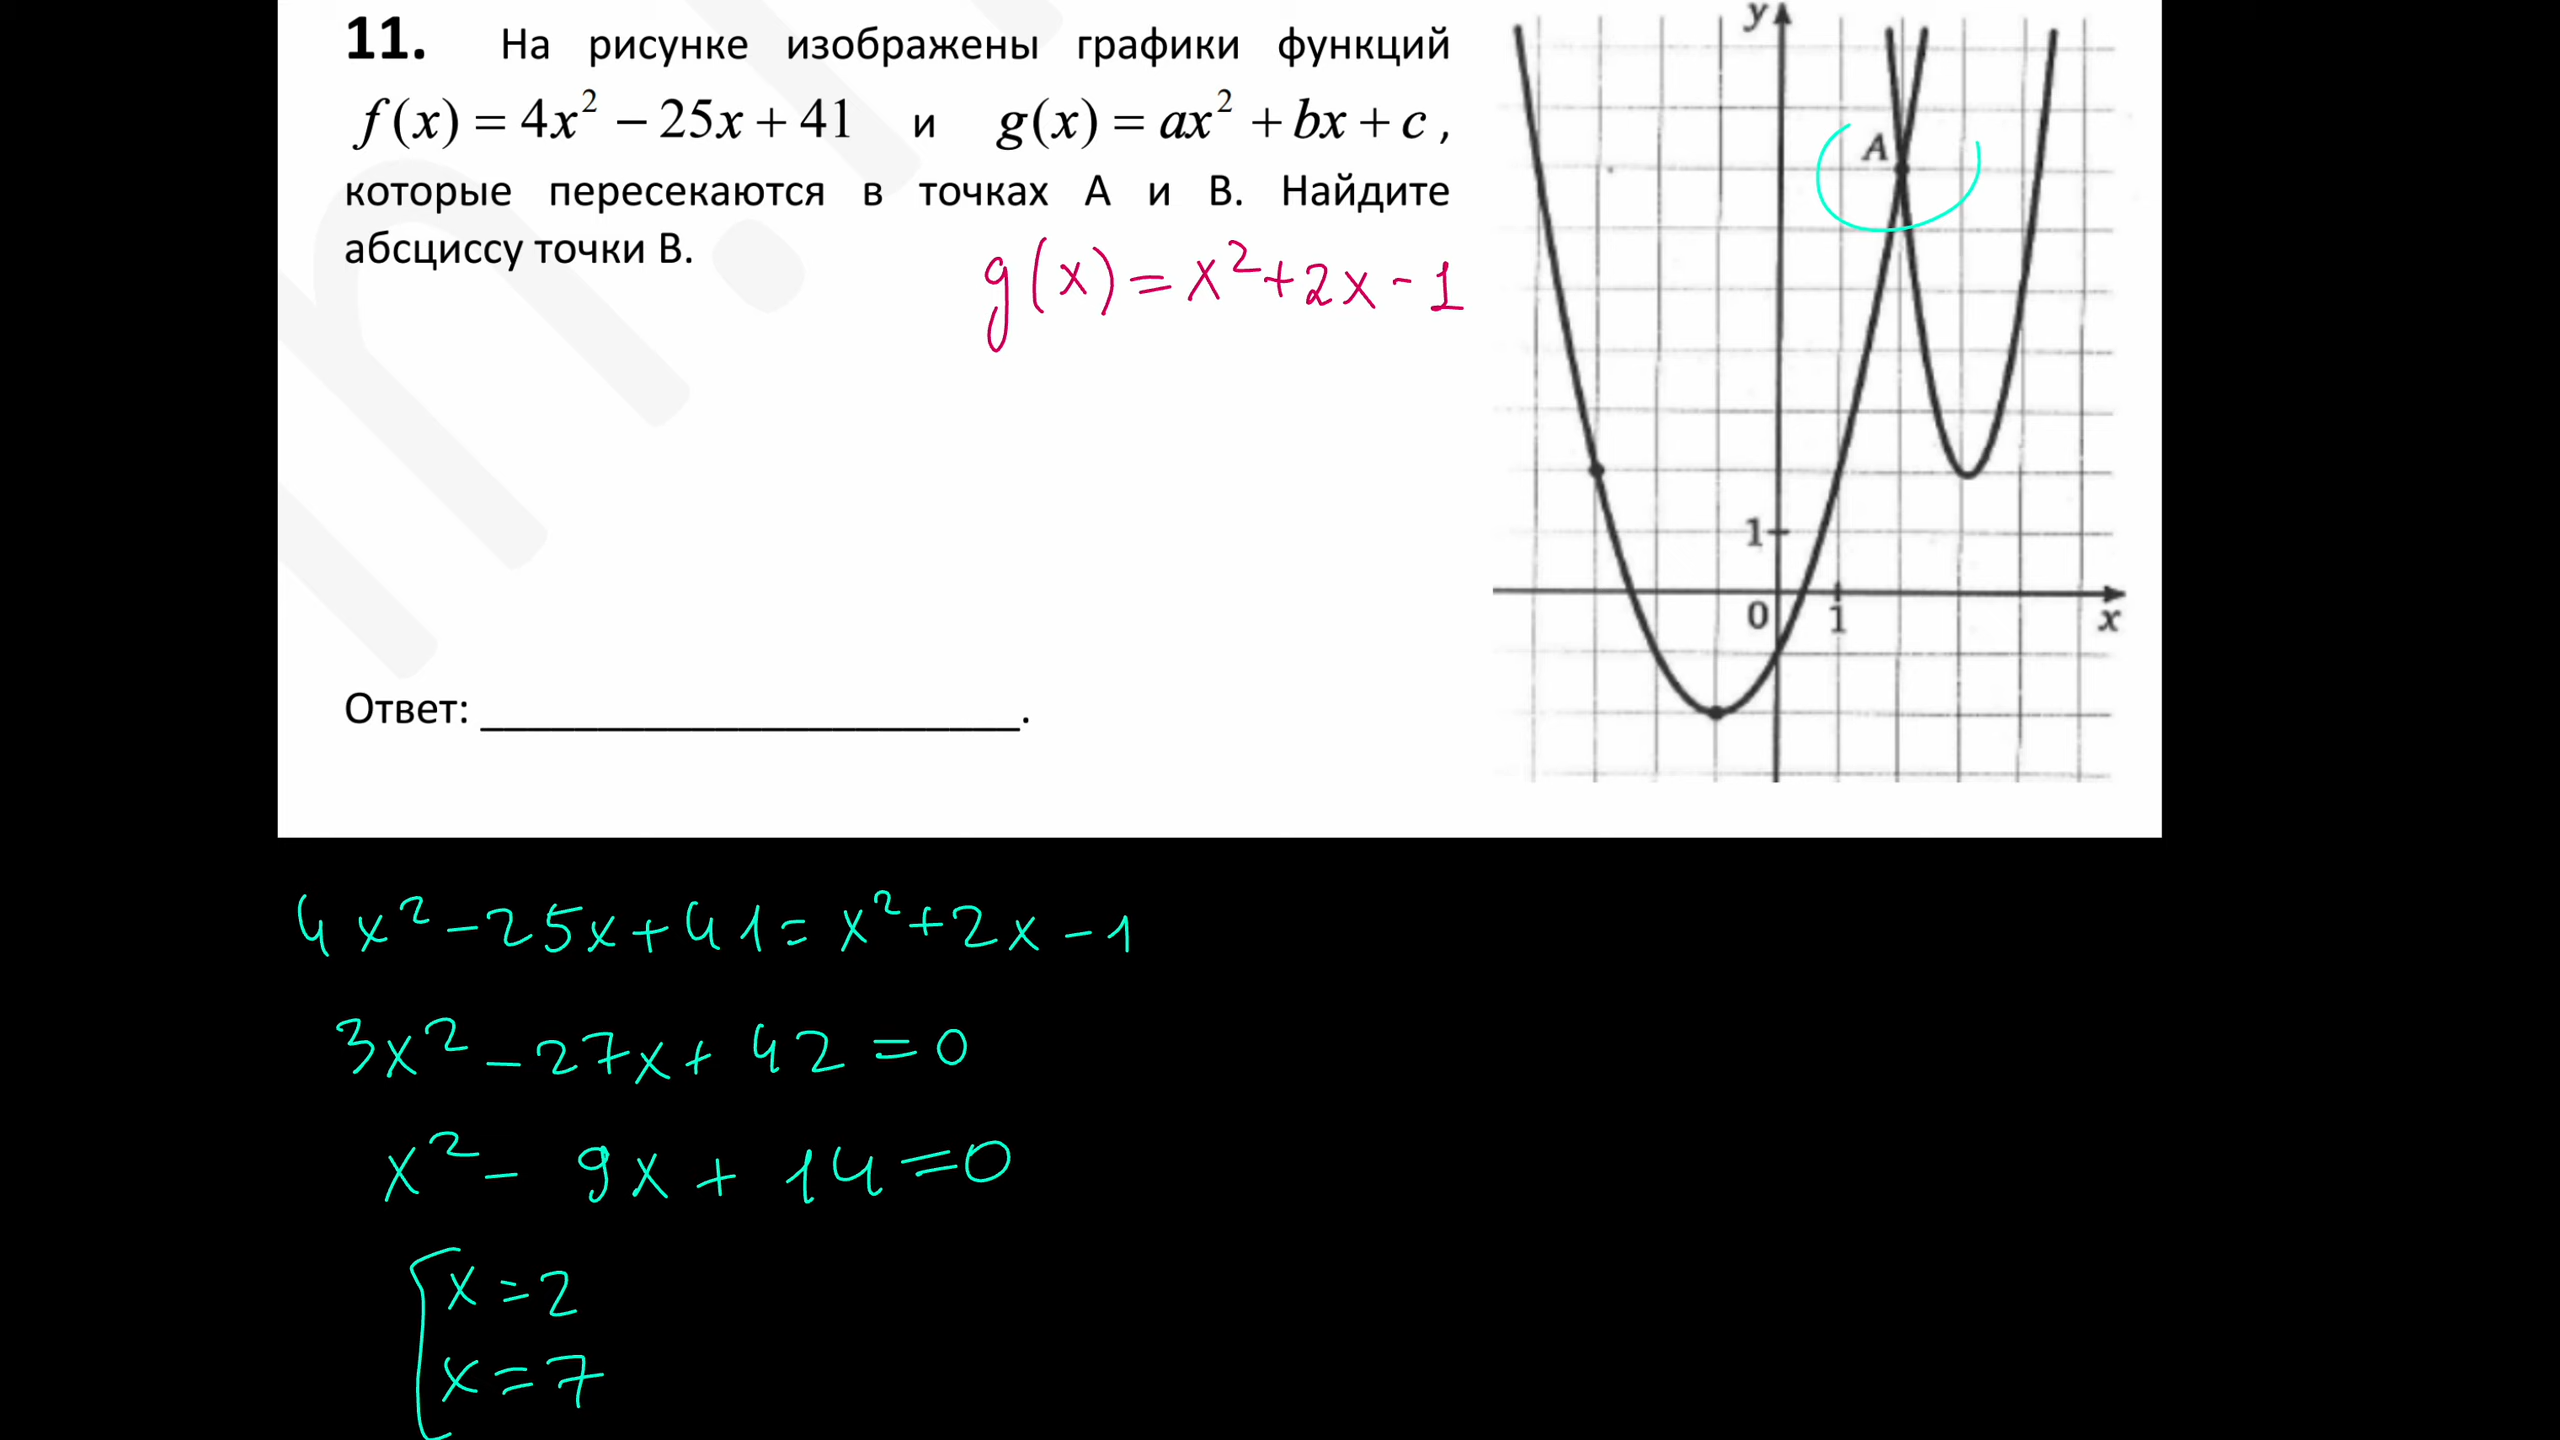 11. На рисунке изображены графики функций
f(x) = 4x² − 25x + 41 и g(x) = ax² + bx + c,
которые пересекаются в точках А и В. Найдите
абсциссу точки В.
g(x) = x² + 2x - 1
Ответ: ______________________.
y
A
1
0
1
x
4x² - 25x + 41 = x² + 2x - 1
3x² - 27x + 42 = 0
x² - 9x + 14 = 0
x = 2
x = 7